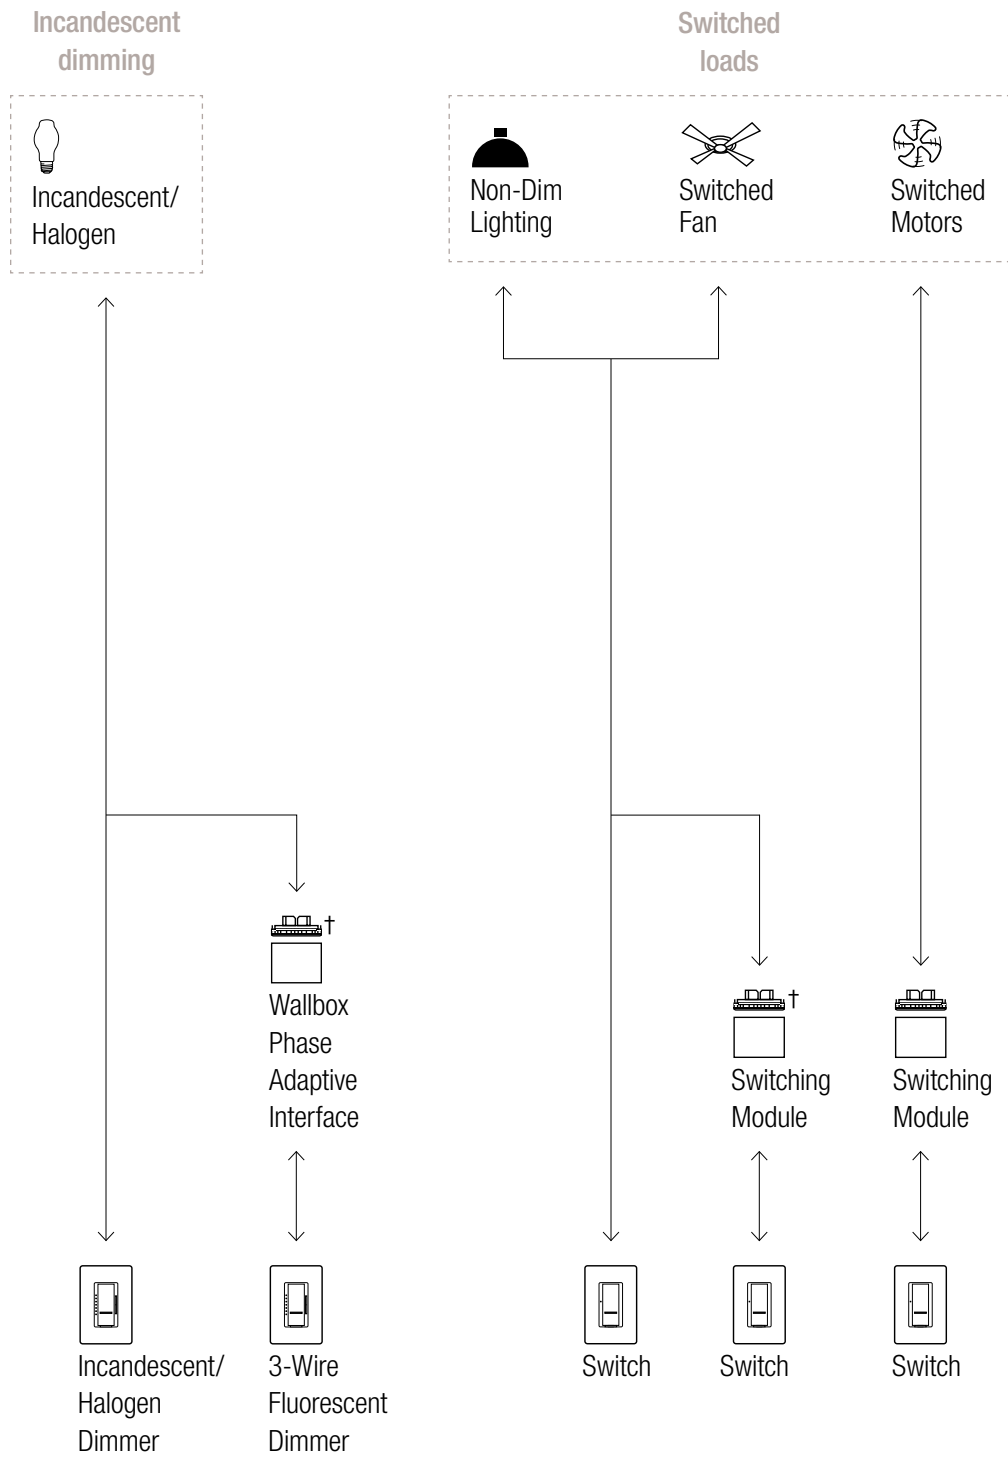 Incandescent
dimming
Switched
loads
Incandescent/
Halogen
Non-Dim
Lighting
Switched
Fan
Switched
Motors
†
Wallbox
Phase
Adaptive
Interface
†
Switching
Module
Switching
Module
Incandescent/
Halogen
Dimmer
3-Wire
Fluorescent
Dimmer
Switch
Switch
Switch